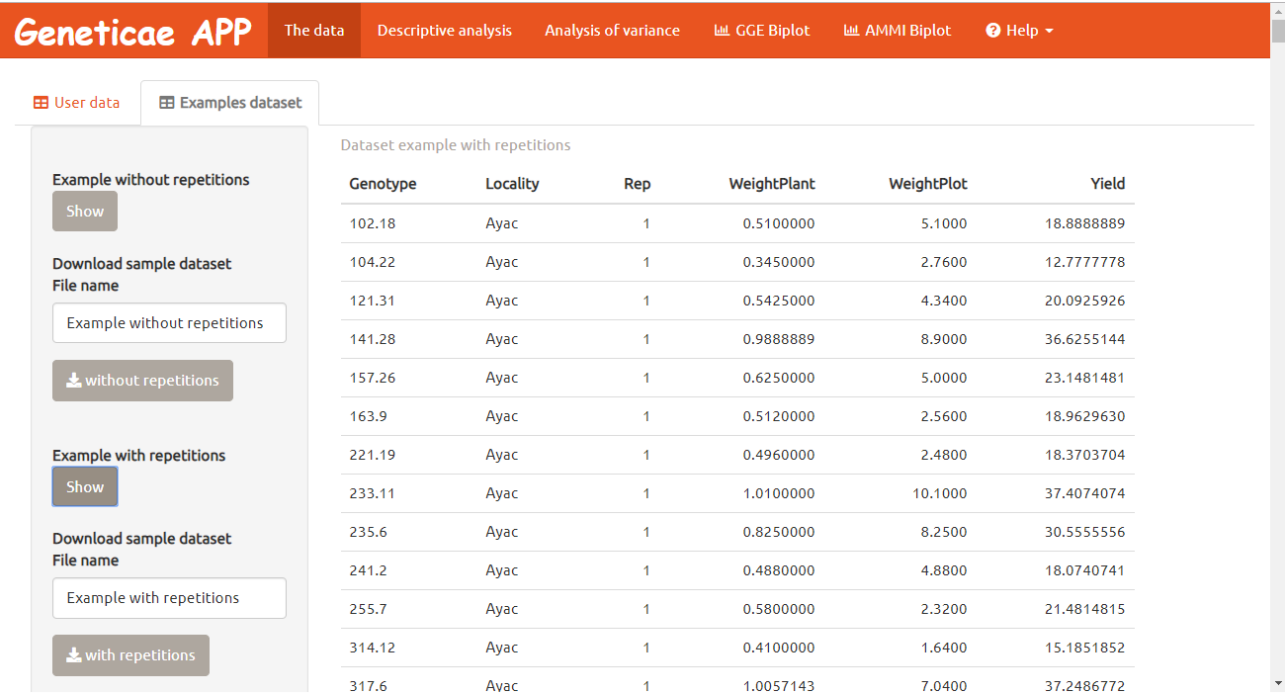 Geneticae APP The data Descriptive analysis Analysis of variance GGE Biplot AMMI Biplot Help
User data Examples dataset
Example without repetitions
Show
Download sample dataset
File name
Example without repetitions
without repetitions
Example with repetitions
Show
Download sample dataset
File name
Example with repetitions
with repetitions
Dataset example with repetitions
Genotype Locality Rep WeightPlant WeightPlot Yield
102.18 Ayac 1 0.5100000 5.1000 18.8888889
104.22 Ayac 1 0.3450000 2.7600 12.7777778
121.31 Ayac 1 0.5425000 4.3400 20.0925926
141.28 Ayac 1 0.9888889 8.9000 36.6255144
157.26 Ayac 1 0.6250000 5.0000 23.1481481
163.9 Ayac 1 0.5120000 2.5600 18.9629630
221.19 Ayac 1 0.4960000 2.4800 18.3703704
233.11 Ayac 1 1.0100000 10.1000 37.4074074
235.6 Ayac 1 0.8250000 8.2500 30.5555556
241.2 Ayac 1 0.4880000 4.8800 18.0740741
255.7 Ayac 1 0.5800000 2.3200 21.4814815
314.12 Ayac 1 0.4100000 1.6400 15.1851852
317.6 Ayac 1 1.0057143 7.0400 37.2486772